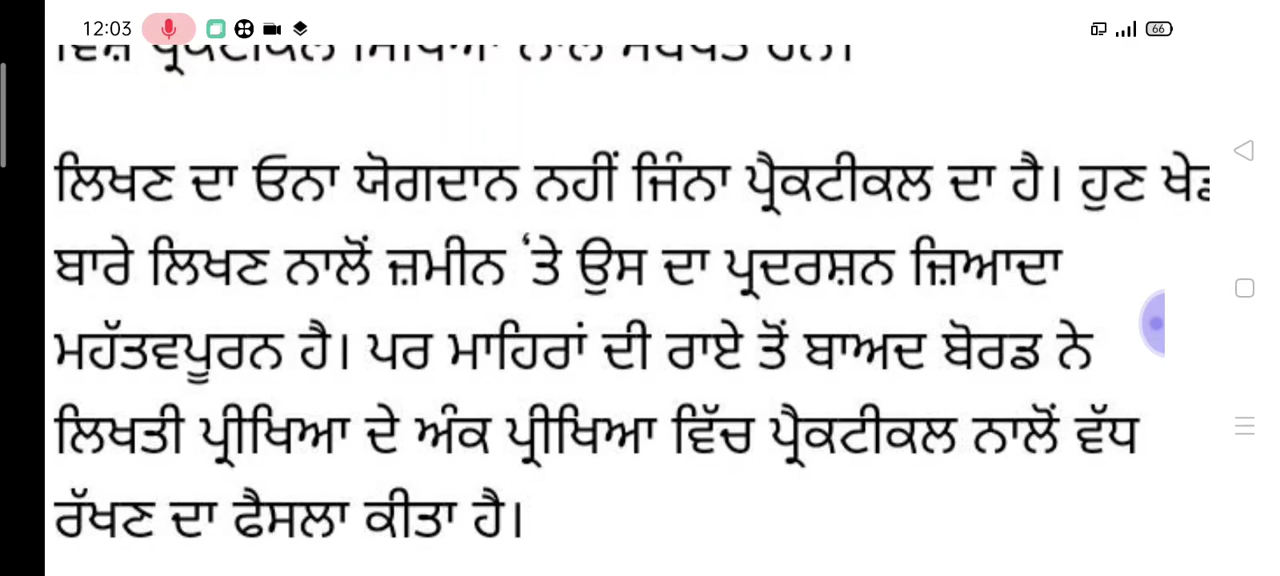 12:03
66
ਲਿਖਣ ਦਾ ਓਨਾ ਯੋਗਦਾਨ ਨਹੀਂ ਜਿੰਨਾ ਪ੍ਰੈਕਟੀਕਲ ਦਾ ਹੈ। ਹੁਣ
ਬਾਰੇ ਲਿਖਣ ਨਾਲੋਂ ਜ਼ਮੀਨ ‘ਤੇ ਉਸ ਦਾ ਪ੍ਰਦਰਸ਼ਨ ਜ਼ਿਆਦਾ
ਮਹੱਤਵਪੂਰਨ ਹੈ। ਪਰ ਮਾਹਿਰਾਂ ਦੀ ਰਾਏ ਤੋਂ ਬਾਅਦ ਬੋਰਡ ਨੇ
ਲਿਖਤੀ ਪ੍ਰੀਖਿਆ ਦੇ ਅੰਕ ਪ੍ਰੀਖਿਆ ਵਿੱਚ ਪ੍ਰੈਕਟੀਕਲ ਨਾਲੋਂ ਵੱਧ
ਰੱਖਣ ਦਾ ਫੈਸਲਾ ਕੀਤਾ ਹੈ।